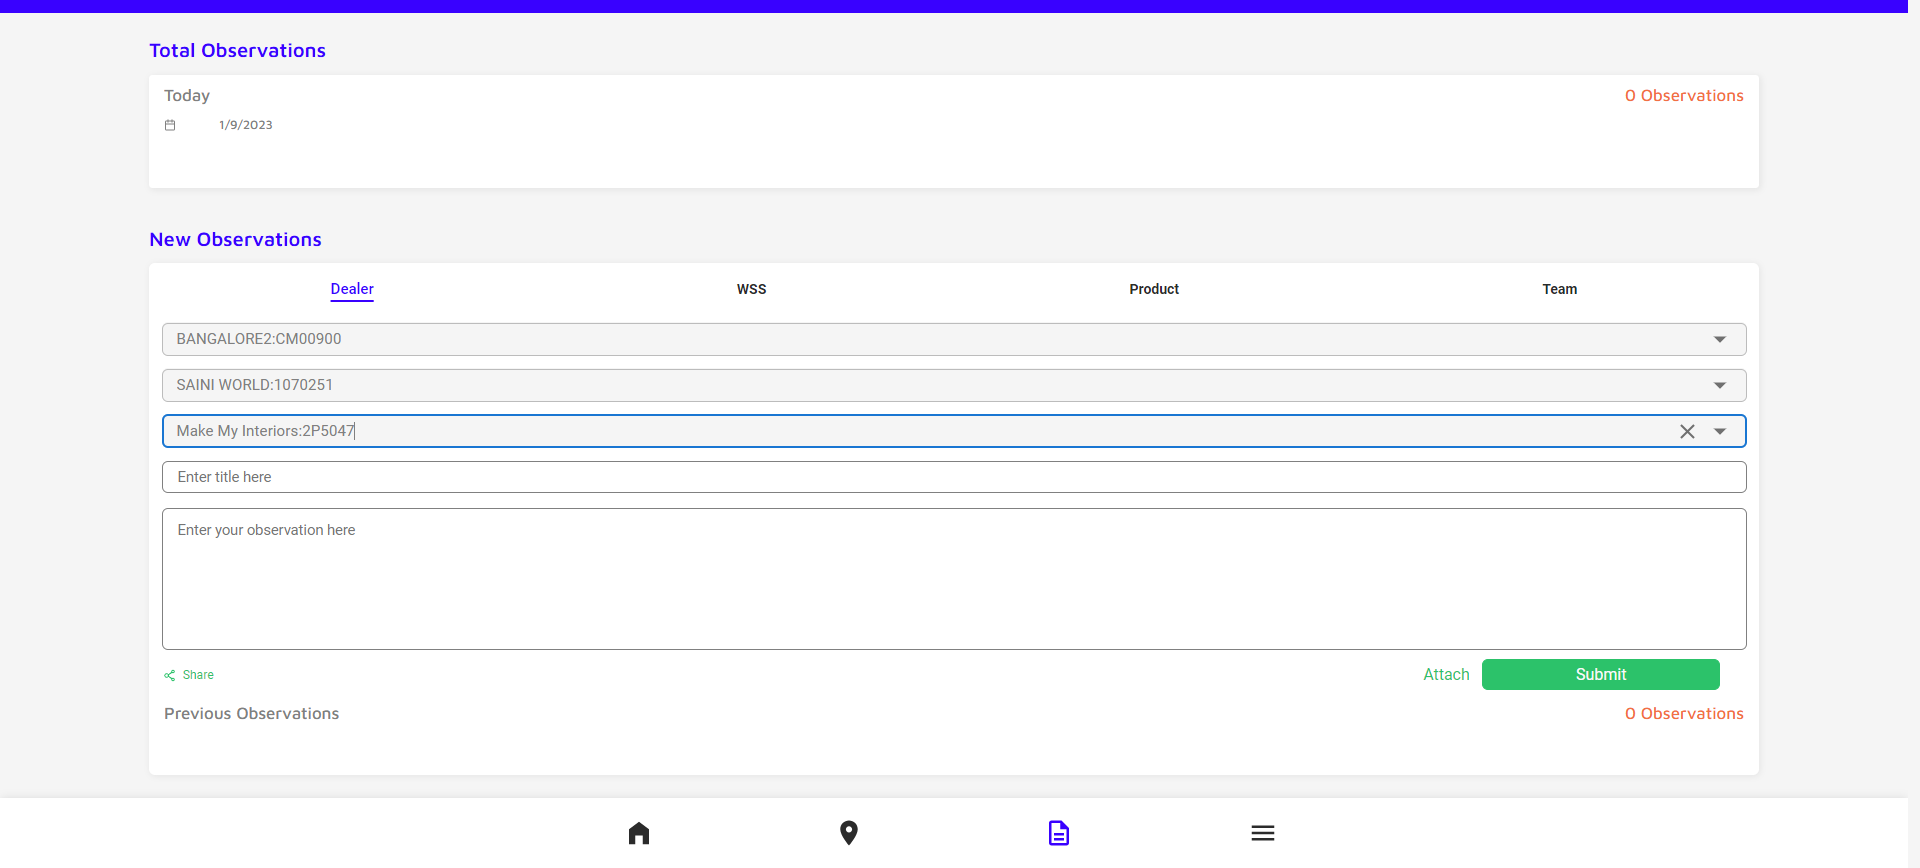 Total Observations
Today
0 Observations
1/9/2023
New Observations
Dealer
WSS
Product
Team
BANGALORE2:CM00900
SAINI WORLD:1070251
Make My Interiors:2P5047
Enter title here
Enter your observation here
Share
Attach
Submit
Previous Observations
0 Observations